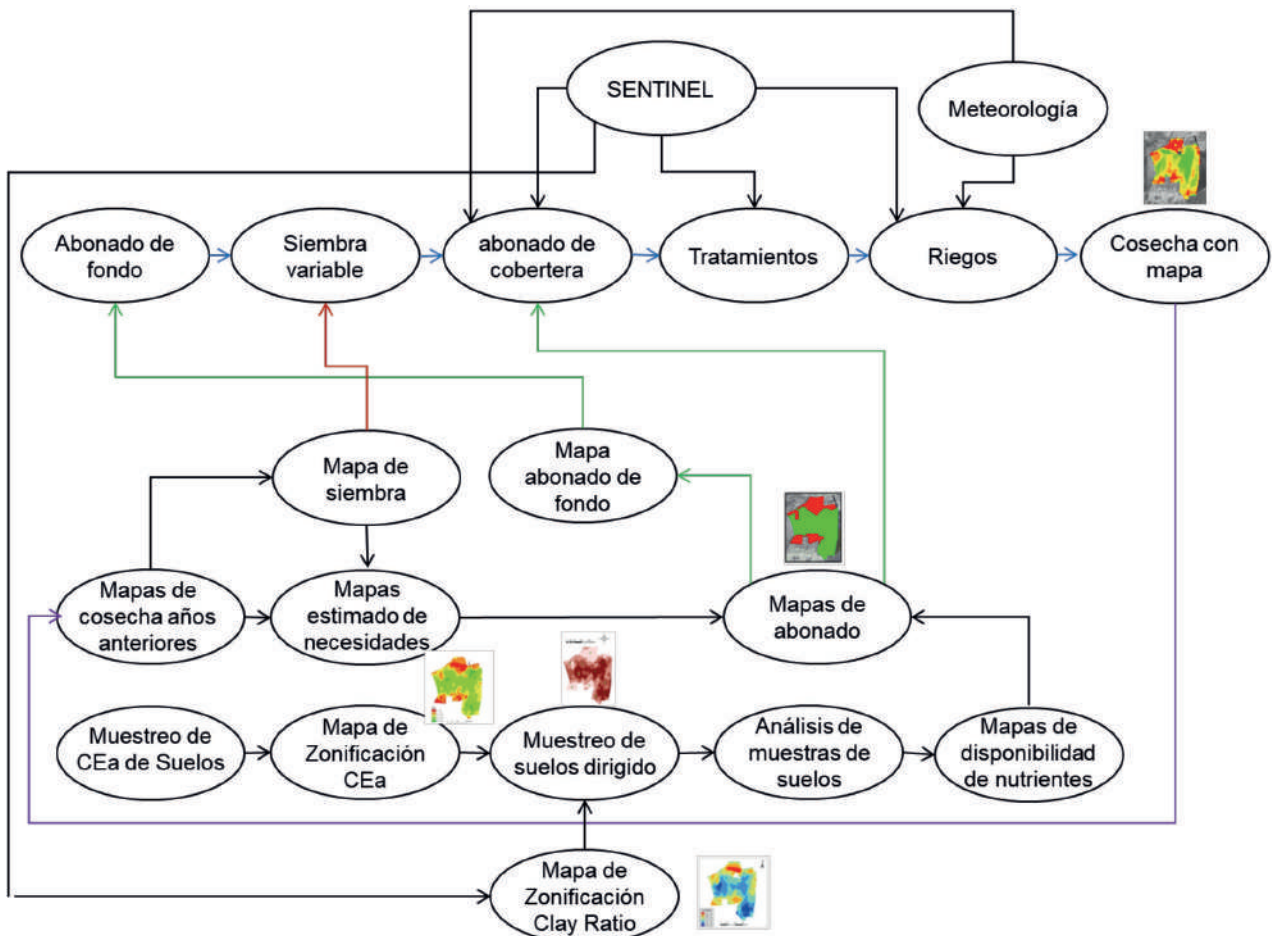 SENTINEL
Meteorología
Abonado de
fondo
Siembra
variable
abonado de
cobertera
Tratamientos
Riegos
Cosecha con
mapa
Mapa de
siembra
Mapa
abonado de
fondo
Mapas de
cosecha años
anteriores
Mapas
estimado de
necesidades
Mapas de
abonado
Muestreo de
CEa de Suelos
Mapa de
Zonificación
CEa
Muestreo de
suelos dirigido
Análisis de
muestras de
suelos
Mapas de
disponibilidad
de nutrientes
Mapa de
Zonificación
Clay Ratio